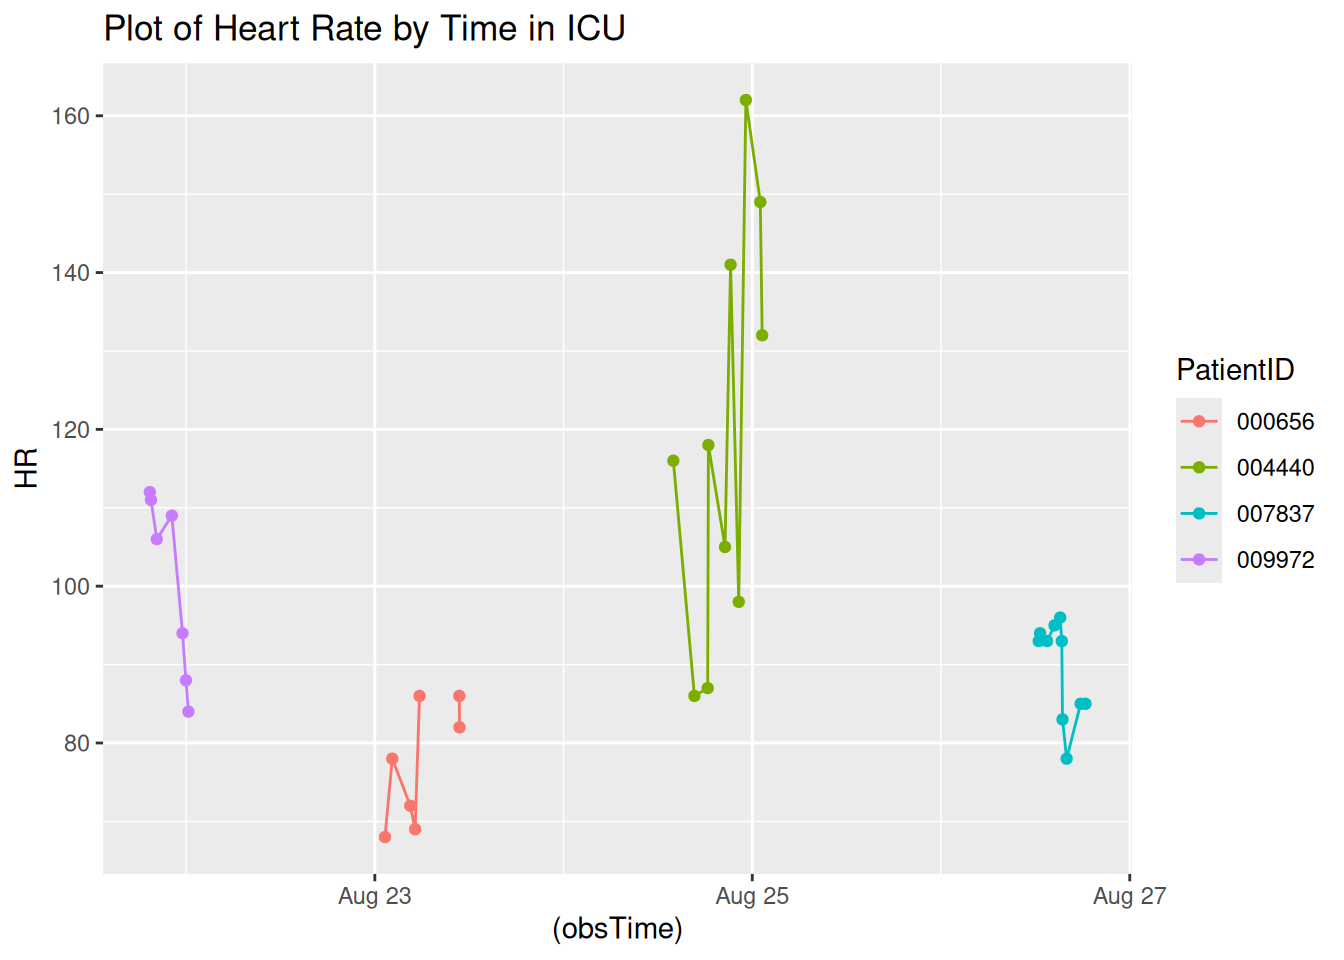 Plot of Heart Rate by Time in ICU
HR
160
140
120
100
80
Aug 23
Aug 25
Aug 27
(obsTime)
PatientID
000656
004440
007837
009972